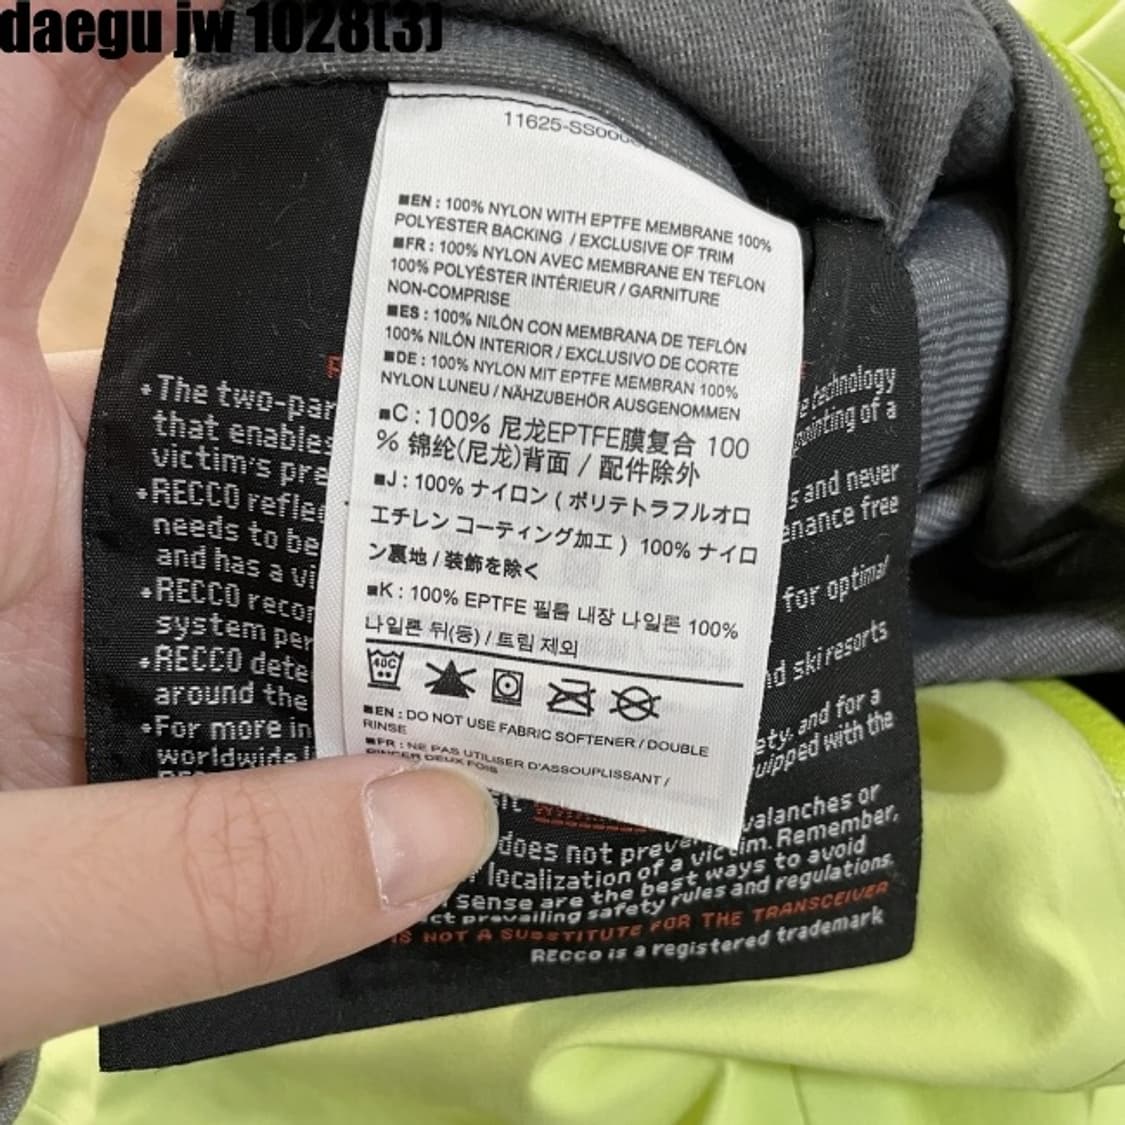 daegu jw 1028(3)
11625-SS000
■EN : 100% NYLON WITH EPTFE MEMBRANE 100%
POLYESTER BACKING / EXCLUSIVE OF TRIM
■FR : 100% NYLON AVEC MEMBRANE EN TEFLON
100% POLYÉSTER INTÉRIEUR / GARNITURE
NON-COMPRISE
■ES : 100% NILÓN CON MEMBRANA DE TEFLÓN
100% NILÓN INTERIOR / EXCLUSIVO DE CORTE
■DE : 100% NYLON MIT EPTFE MEMBRAN 100%
NYLON LUNEU / NÄHZUBEHÖR AUSGENOMMEN
■C : 100% 尼龙EPTFE膜复合 100
% 锦纶(尼龙)背面 / 配件除外
■J : 100% ナイロン ( ポリテトラフルオロ
エチレン コーティング加工 ) 100% ナイロ
ン裏地 / 装飾を除く
■K : 100% EPTFE 필름 내장 나일론 100%
나일론 뒤(등) / 트림 제외
40C
■EN : DO NOT USE FABRIC SOFTENER / DOUBLE
RINSE
■FR : NE PAS UTILISER D'ASSOUPLISSANT /
RINCER DEUX FOIS
•The two-par
that enables
victim's pre
•RECCO refle
needs to be
and has a vi
•RECCO recor
system per
•RECCO dete
around the
•For more in
worldwide
e technology
pointing of a
s and never
enance free
for optimal
nd ski resorts
ety, and for a
uipped with the
valanches or
does not prevent victim. Remember,
localization of a
sense are the best ways to avoid
ct prevailing safety rules and regulations.
IS NOT A SUBSTITUTE FOR THE TRANSCEIVER
RECCO is a registered trademark